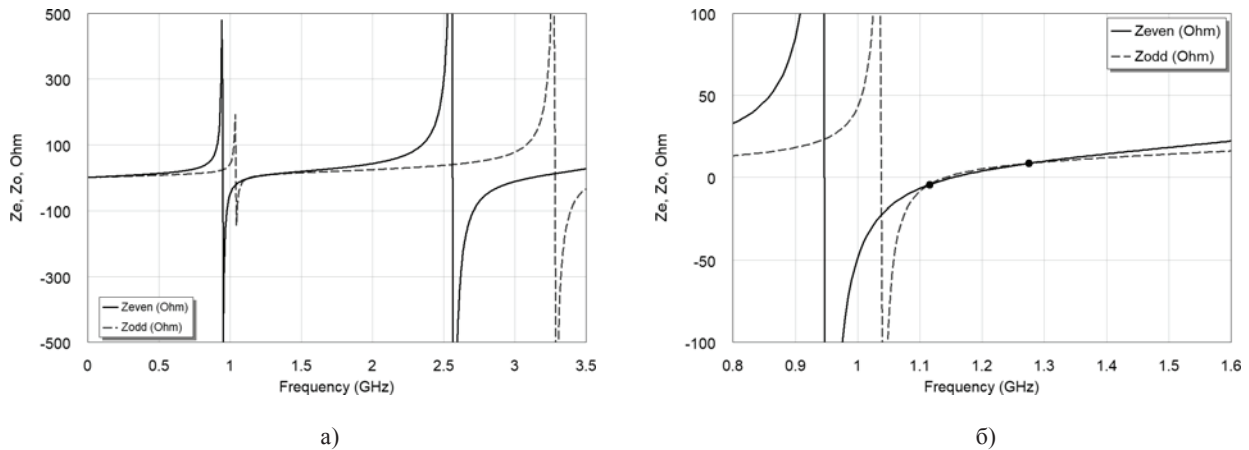 500
300
100
-100
-300
-500
Ze, Zo, Ohm
Zeven (Ohm)
Zodd (Ohm)
0
0.5
1
1.5
2
2.5
3
3.5
Frequency (GHz)
а)
100
50
0
-50
-100
Ze, Zo, Ohm
Zeven (Ohm)
Zodd (Ohm)
0.8
0.9
1
1.1
1.2
1.3
1.4
1.5
1.6
Frequency (GHz)
б)